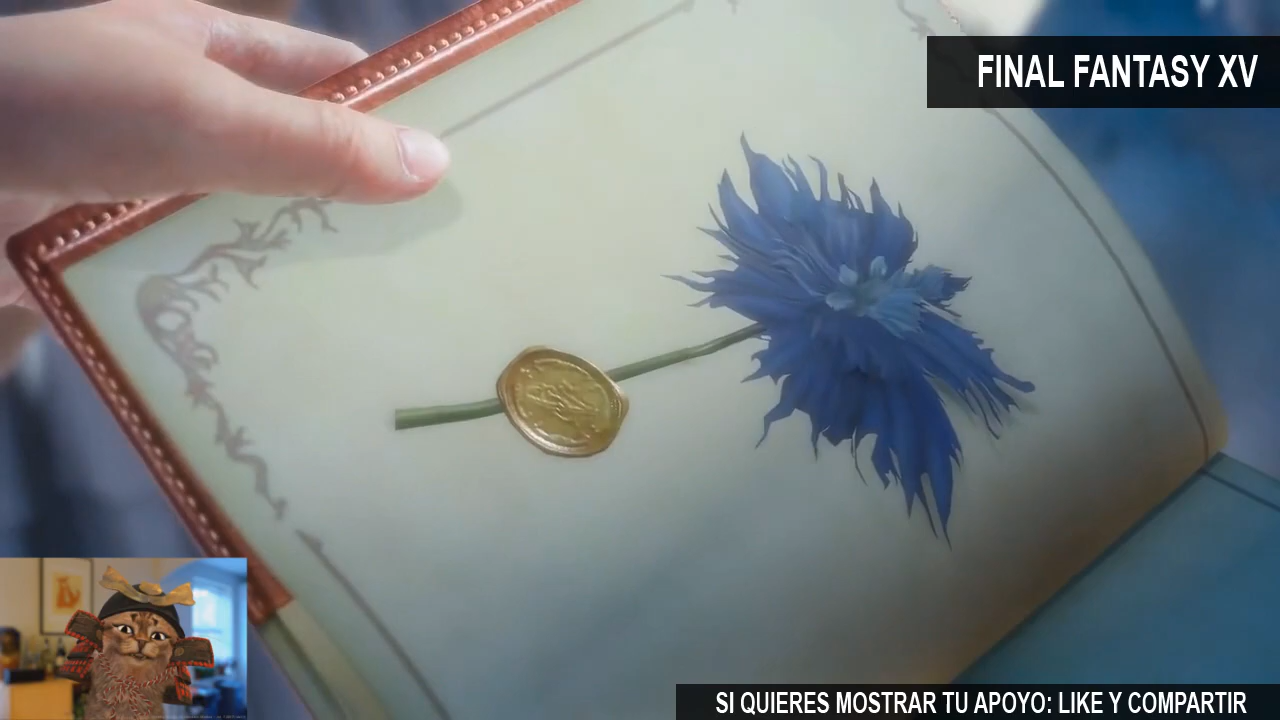 FINAL FANTASY XV
SI QUIERES MOSTRAR TU APOYO: LIKE Y COMPARTIR